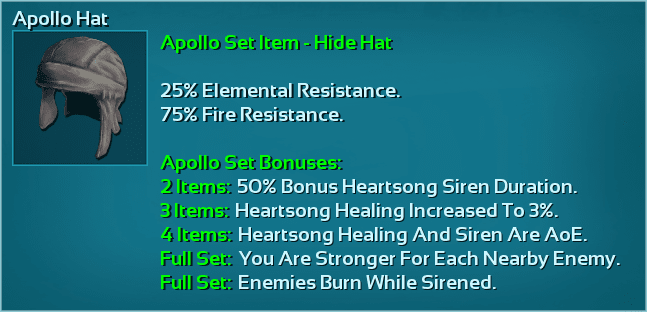 Apollo Hat
Apollo Set Item - Hide Hat
25% Elemental Resistance.
75% Fire Resistance.
Apollo Set Bonuses:
2 Items: 50% Bonus Heartsong Siren Duration.
3 Items: Heartsong Healing Increased To 3%.
4 Items: Heartsong Healing And Siren Are AoE.
Full Set: You Are Stronger For Each Nearby Enemy.
Full Set: Enemies Burn While Sirened.